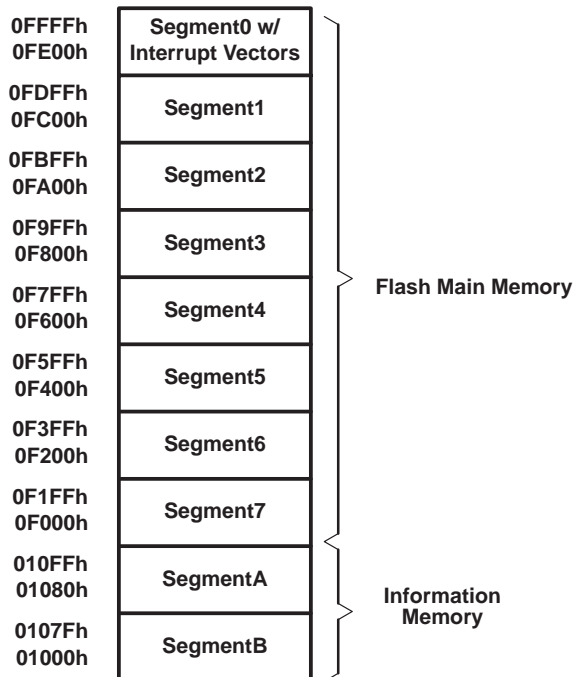 0FFFFh
0FE00h
Segment0 w/
Interrupt Vectors
0FDFFh
0FC00h
Segment1
0FBFFh
0FA00h
Segment2
0F9FFh
0F800h
Segment3
0F7FFh
0F600h
Segment4
0F5FFh
0F400h
Segment5
0F3FFh
0F200h
Segment6
0F1FFh
0F000h
Segment7
Flash Main Memory
010FFh
01080h
SegmentA
0107Fh
01000h
SegmentB
Information
Memory